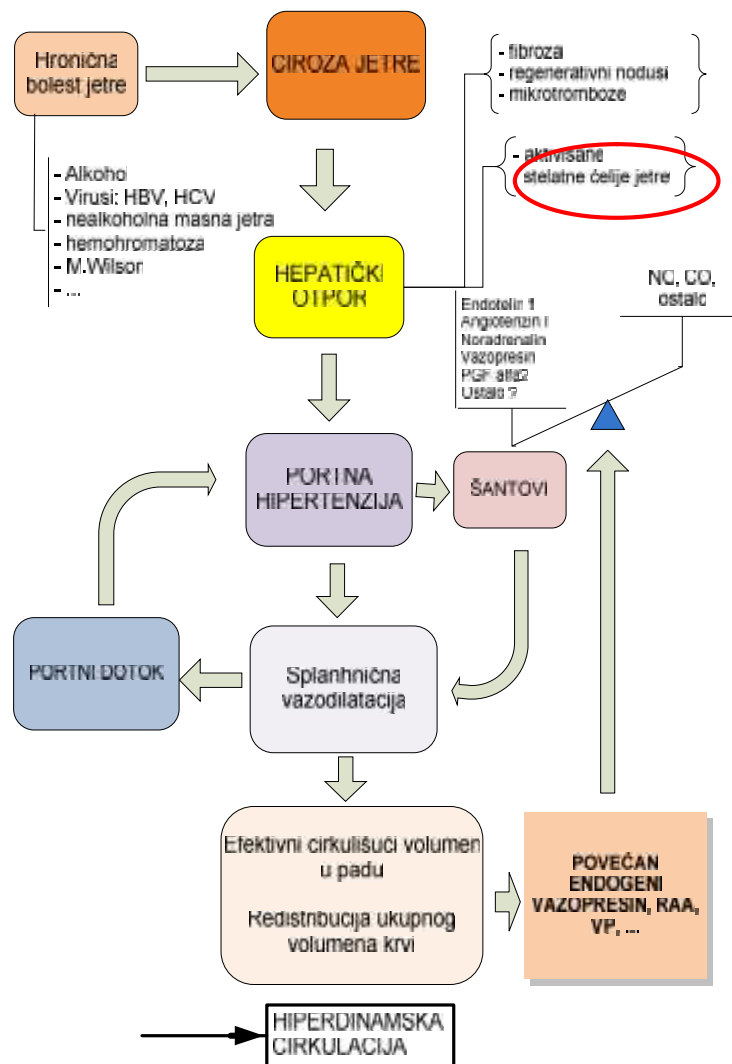 Hronična
bolest jetre
CIROZA JETRE
- fibroza
- regenerativni nodusi
- mikrotromboze
- aktivisane
stelatne ćelije jetre
- Alkohol
- Virusi: HBV, HCV
- nealkoholna masna jetra
- hemohromatoza
- M.Wilson
- ...
HEPATIČKI
OTPOR
NO, CO,
ostalo
Endotelin 1
Angiotenzin I
Noradrenalin
Vazopresin
PGF alfa2
Ostalo ?
PORTNA
HIPERTENZIJA
ŠANTOVI
PORTNI DOTOK
Splanhnična
vazodilatacija
Efektivni cirkulišući volumen
u padu
Redistribucija ukupnog
volumena krvi
POVEĆAN
ENDOGENI
VAZOPRESIN, RAA,
VP, ...
HIPERDINAMSKA
CIRKULACIJA